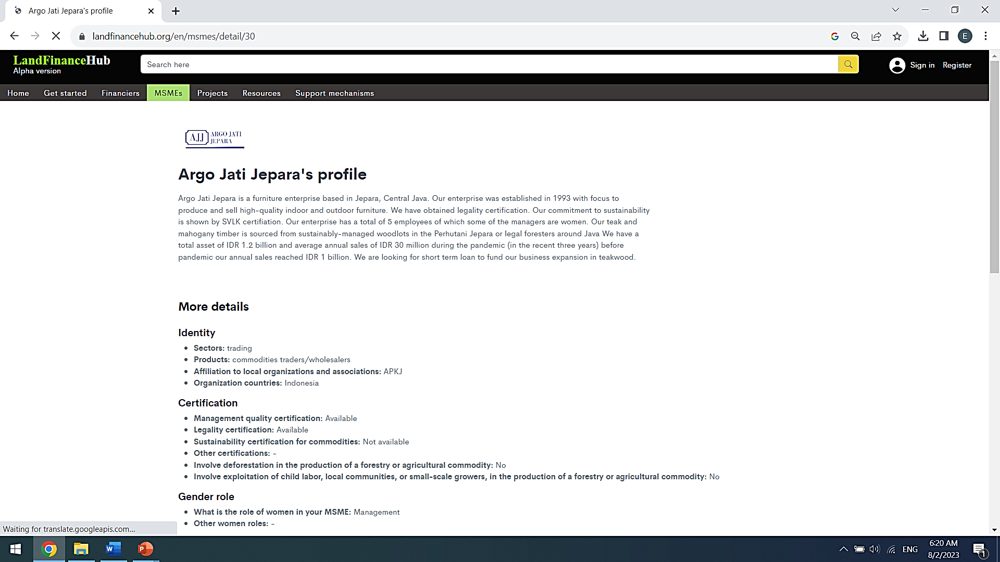 Argo Jati Jepara's profile
landfinancehub.org/en/msmes/detail/30
E
LandFinanceHub
Alpha version
Search here
Sign in
Register
Home
Get started
Financiers
MSMEs
Projects
Resources
Support mechanisms
AJJ ARGO JATI
JEPARA
Argo Jati Jepara's profile
Argo Jati Jepara is a furniture enterprise based in Jepara, Central Java. Our enterprise was established in 1993 with focus to
produce and sell high-quality indoor and outdoor furniture. We have obtained legality certification. Our commitment to sustainability
is shown by SVLK certifiation. Our enterprise has a total of 5 employees of which some of the managers are women. Our teak and
mahogany timber is sourced from sustainably-managed woodlots in the Perhutani Jepara or legal foresters around Java We have a
total asset of IDR 1.2 billion and average annual sales of IDR 30 million during the pandemic (in the recent three years) before
pandemic our annual sales reached IDR 1 billion. We are looking for short term loan to fund our business expansion in teakwood.
More details
Identity
Sectors: trading
Products: commodities traders/wholesalers
Affiliation to local organizations and associations: APKJ
Organization countries: Indonesia
Certification
Management quality certification: Available
Legality certification: Available
Sustainability certification for commodities: Not available
Other certifications: -
Involve deforestation in the production of a forestry or agricultural commodity: No
Involve exploitation of child labor, local communities, or small-scale growers, in the production of a forestry or agricultural commodity: No
Gender role
What is the role of women in your MSME: Management
Other women roles: -
Waiting for translate.googleapis.com...
ENG
6:20 AM
8/2/2023
1